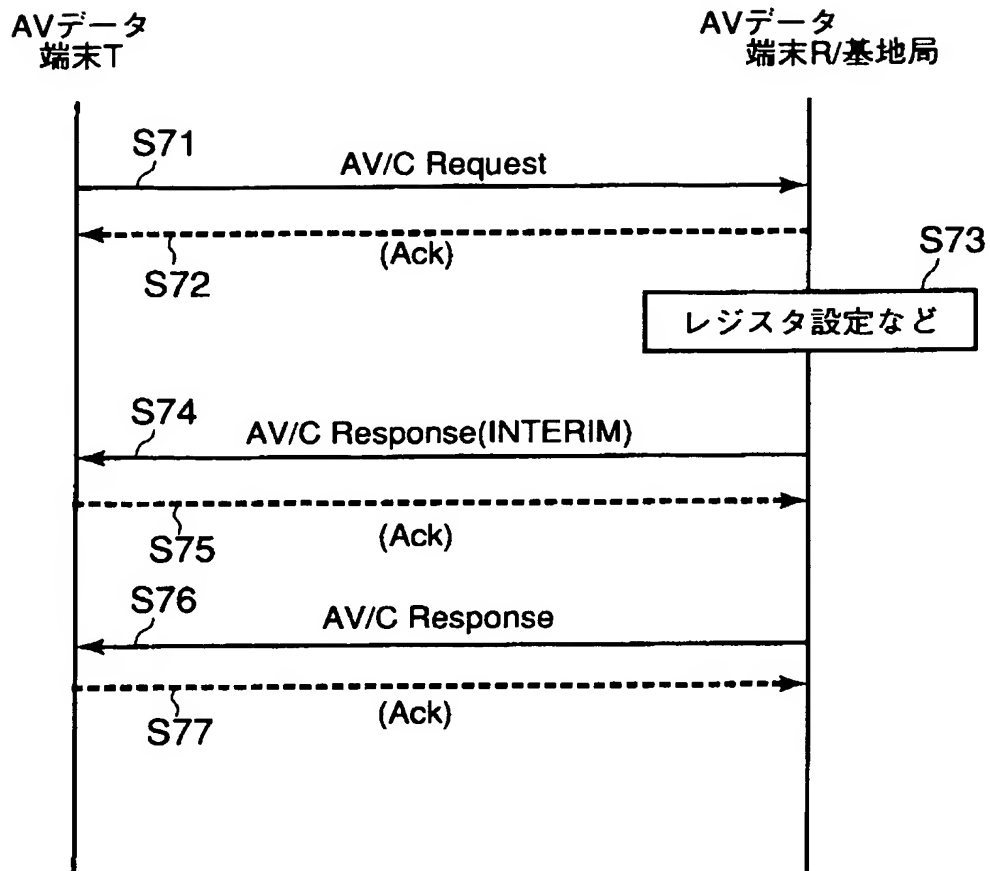 AVデータ
端末T
AVデータ
端末R/基地局
S71
AV/C Request
(Ack)
S72
S73
レジスタ設定など
S74
AV/C Response(INTERIM)
(Ack)
S75
S76
AV/C Response
(Ack)
S77